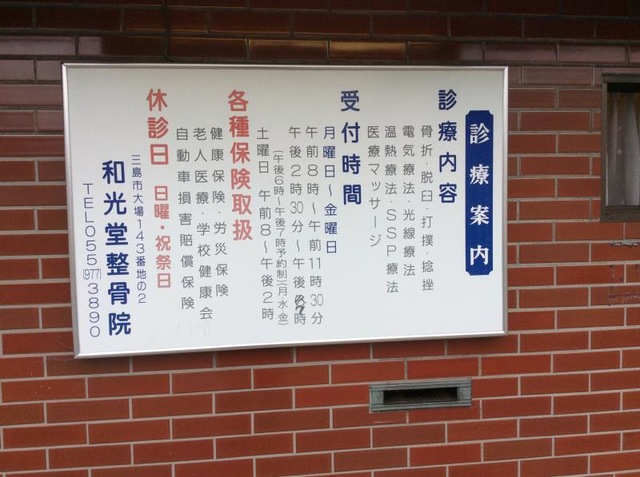 診療案内
診療内容
骨折・脱臼・打撲・捻挫
電気療法・光線療法
温熱療法・SSP療法
医療マッサージ
受付時間
月曜日〜金曜日
午前8時〜午前11時30分
午後2時30分〜午後7時
(午後6時〜午後7時予約制)(月水金)
土曜日 午前8〜午後2時
各種保険取扱
健康保険・労災保険
老人医療・学校健康会
自動車損害賠償保険
休診日 日曜・祝祭日
三島市大場143番地の2
和光堂整骨院
TEL055(977)3890